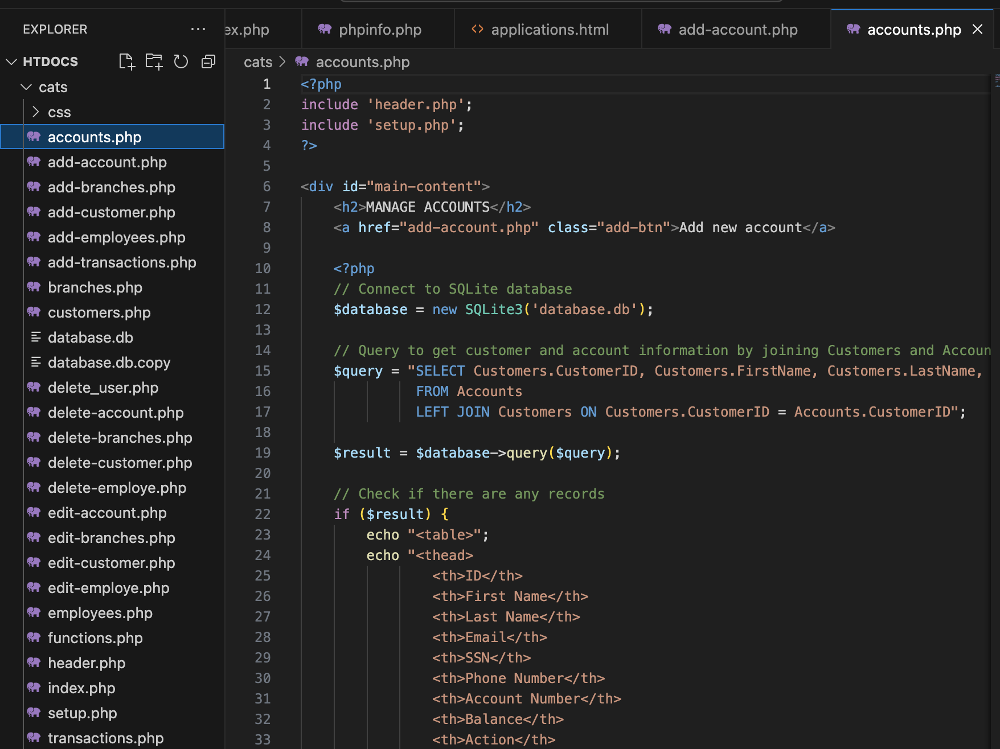 EXPLORER
HTDOCS
cats
css
accounts.php
add-account.php
add-branches.php
add-customer.php
add-employees.php
add-transactions.php
branches.php
customers.php
database.db
database.db.copy
delete_user.php
delete-account.php
delete-branches.php
delete-customer.php
delete-employe.php
edit-account.php
edit-branches.php
edit-customer.php
edit-employe.php
employees.php
functions.php
header.php
index.php
setup.php
transactions.php
ex.php phpinfo.php applications.html add-account.php accounts.php
cats > accounts.php
1 <?php
2 include 'header.php';
3 include 'setup.php';
4 ?>
5
6 <div id="main-content">
7 <h2>MANAGE ACCOUNTS</h2>
8 <a href="add-account.php" class="add-btn">Add new account</a>
9
10 <?php
11 // Connect to SQLite database
12 $database = new SQLite3('database.db');
13
14 // Query to get customer and account information by joining Customers and Accoun
15 $query = "SELECT Customers.CustomerID, Customers.FirstName, Customers.LastName,
16 FROM Accounts
17 LEFT JOIN Customers ON Customers.CustomerID = Accounts.CustomerID";
18
19 $result = $database->query($query);
20
21 // Check if there are any records
22 if ($result) {
23 echo "<table>";
24 echo "<thead>
25 <th>ID</th>
26 <th>First Name</th>
27 <th>Last Name</th>
28 <th>Email</th>
29 <th>SSN</th>
30 <th>Phone Number</th>
31 <th>Account Number</th>
32 <th>Balance</th>
33 <th>Action</th>